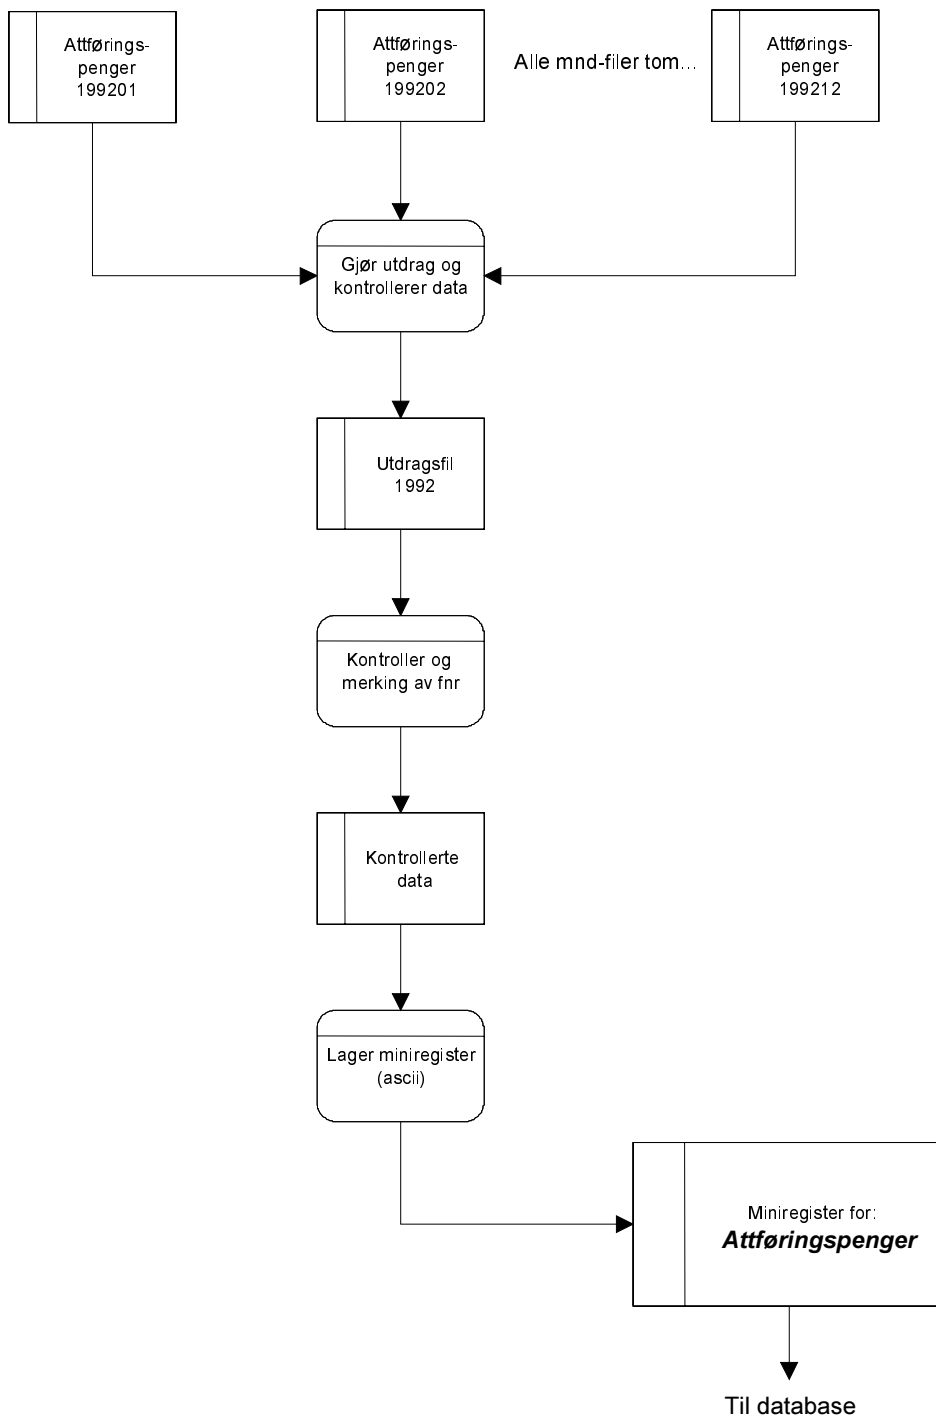 Attførings-
penger
199201
Attførings-
penger
199202
Alle mnd-filer tom...
Attførings-
penger
199212
Gjør utdrag og
kontrollerer data
Utdragsfil
1992
Kontroller og
merking av fnr
Kontrollerte
data
Lager miniregister
(ascii)
Miniregister for:
Attføringspenger
Til database